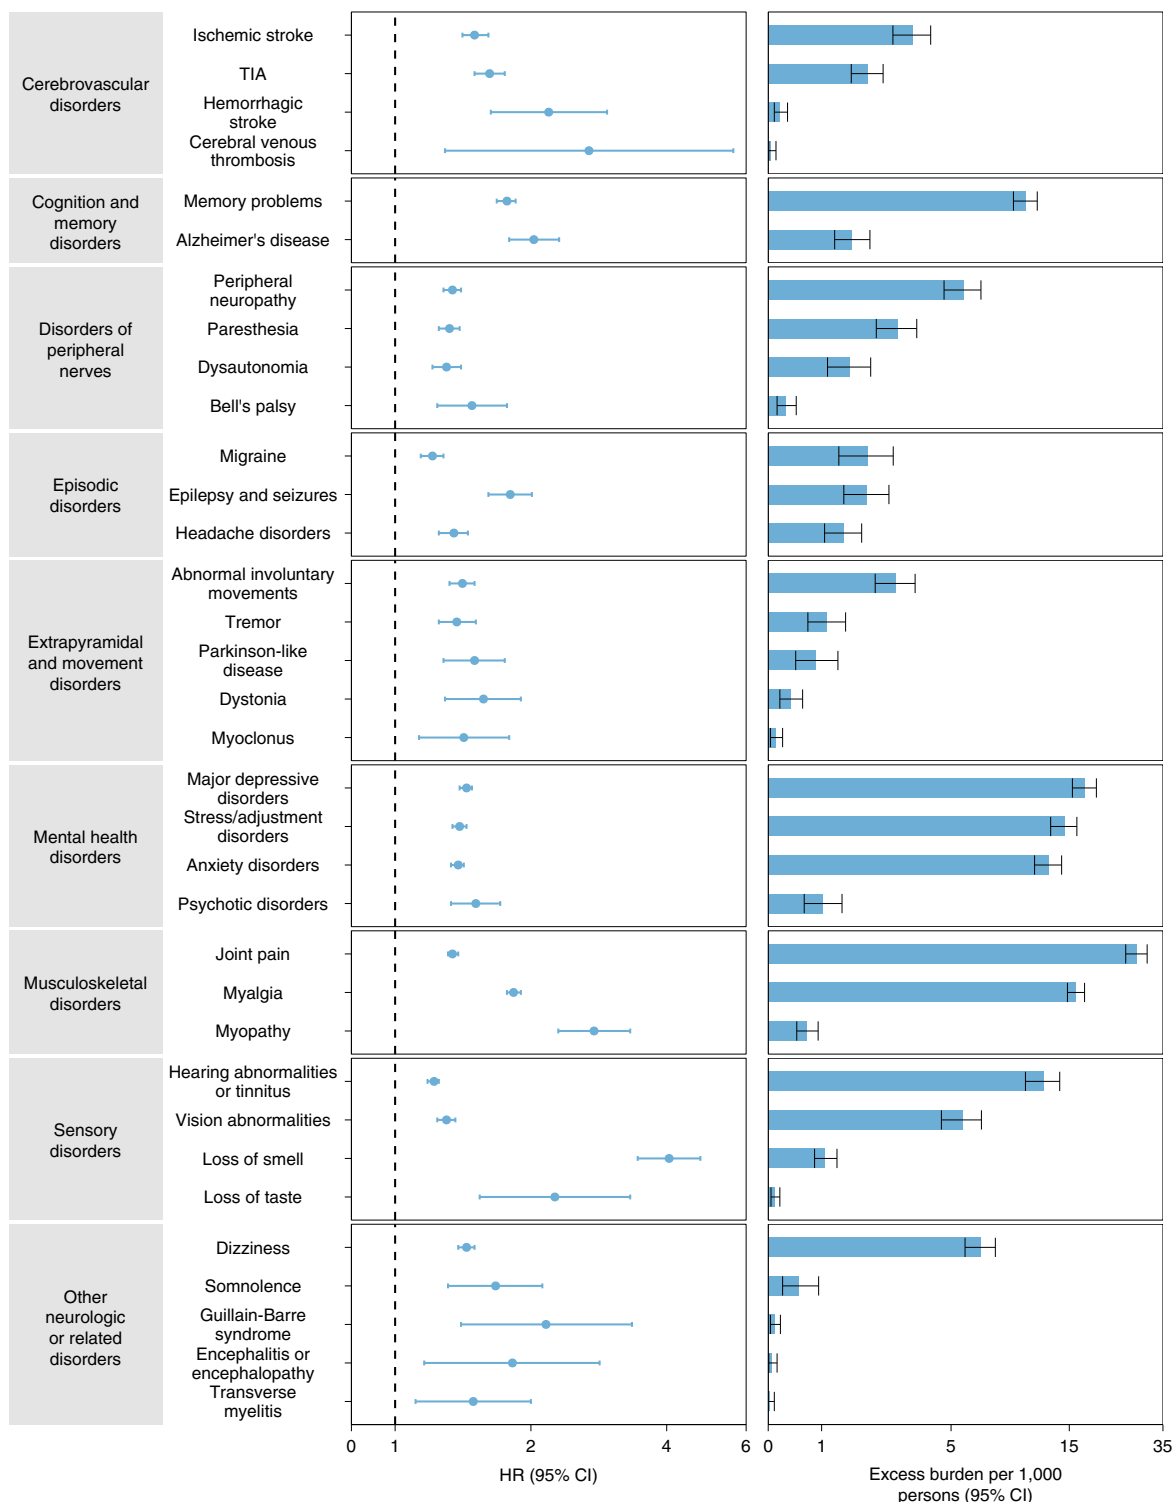 Cerebrovascular
disorders
Ischemic stroke
TIA
Hemorrhagic
stroke
Cerebral venous
thrombosis
Cognition and
memory
disorders
Memory problems
Alzheimer's disease
Disorders of
peripheral
nerves
Peripheral
neuropathy
Paresthesia
Dysautonomia
Bell's palsy
Episodic
disorders
Migraine
Epilepsy and seizures
Headache disorders
Extrapyramidal
and movement
disorders
Abnormal involuntary
movements
Tremor
Parkinson-like
disease
Dystonia
Myoclonus
Mental health
disorders
Major depressive
disorders
Stress/adjustment
disorders
Anxiety disorders
Psychotic disorders
Musculoskeletal
disorders
Joint pain
Myalgia
Myopathy
Sensory
disorders
Hearing abnormalities
or tinnitus
Vision abnormalities
Loss of smell
Loss of taste
Other
neurologic
or related
disorders
Dizziness
Somnolence
Guillain-Barre
syndrome
Encephalitis or
encephalopathy
Transverse
myelitis
0 1 2 4 6
HR (95% CI)
0 1 5 15 35
Excess burden per 1,000
persons (95% CI)